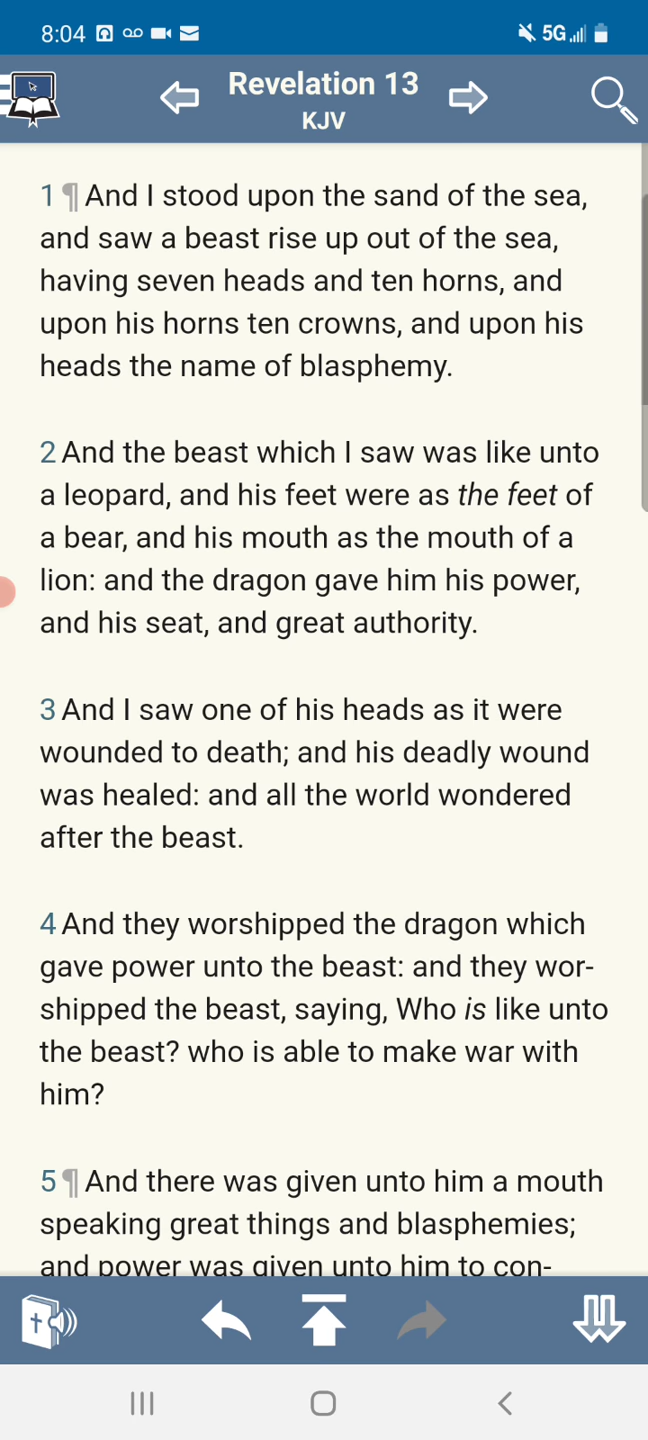 8:04
5G
Revelation 13
KJV
1 ¶ And I stood upon the sand of the sea,
and saw a beast rise up out of the sea,
having seven heads and ten horns, and
upon his horns ten crowns, and upon his
heads the name of blasphemy.
2 And the beast which I saw was like unto
a leopard, and his feet were as the feet of
a bear, and his mouth as the mouth of a
lion: and the dragon gave him his power,
and his seat, and great authority.
3 And I saw one of his heads as it were
wounded to death; and his deadly wound
was healed: and all the world wondered
after the beast.
4 And they worshipped the dragon which
gave power unto the beast: and they wor-
shipped the beast, saying, Who is like unto
the beast? who is able to make war with
him?
5 ¶ And there was given unto him a mouth
speaking great things and blasphemies;
and power was given unto him to con-